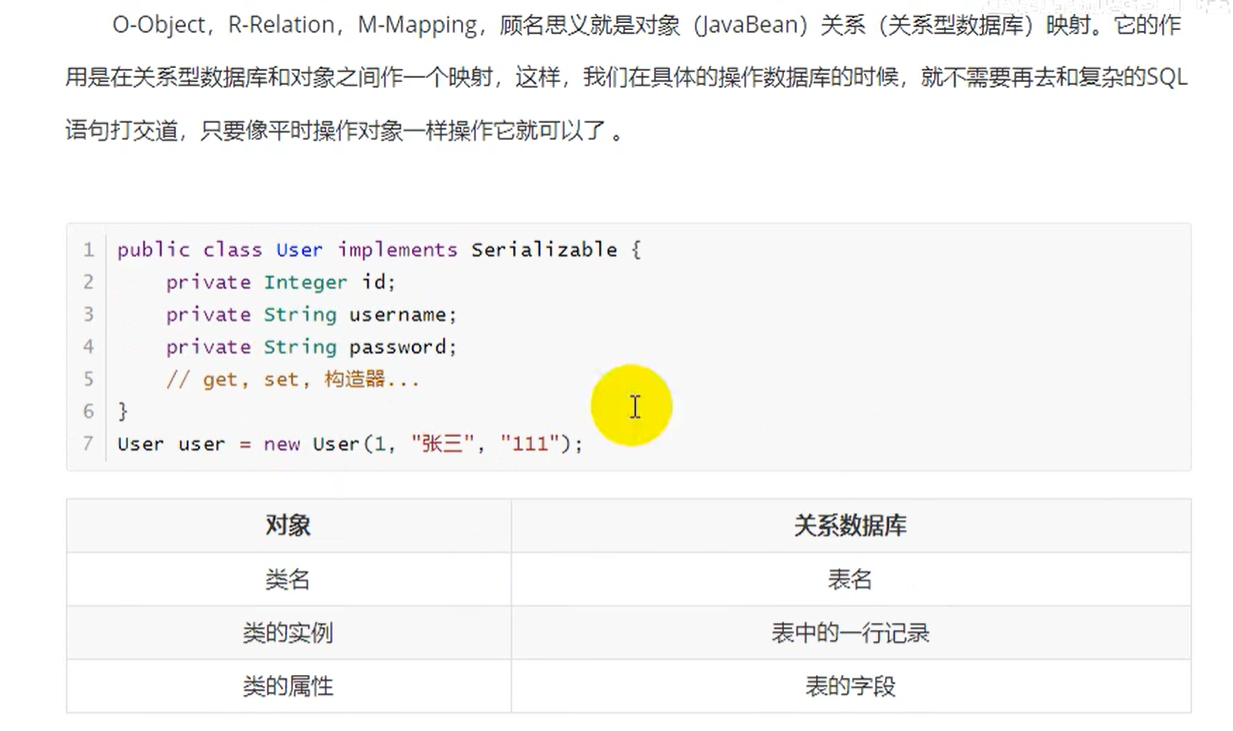 O-Object，R-Relation，M-Mapping，顾名思义就是对象（JavaBean）关系（关系型数据库）映射。它的作
用是在关系型数据库和对象之间作一个映射，这样，我们在具体的操作数据库的时候，就不需要再去和复杂的SQL
语句打交道，只要像平时操作对象一样操作它就可以了 。
1 public class User implements Serializable {
2 private Integer id;
3 private String username;
4 private String password;
5 // get, set, 构造器...
6 }
7 User user = new User(1, "张三", "111");
对象 关系数据库
类名 表名
类的实例 表中的一行记录
类的属性 表的字段